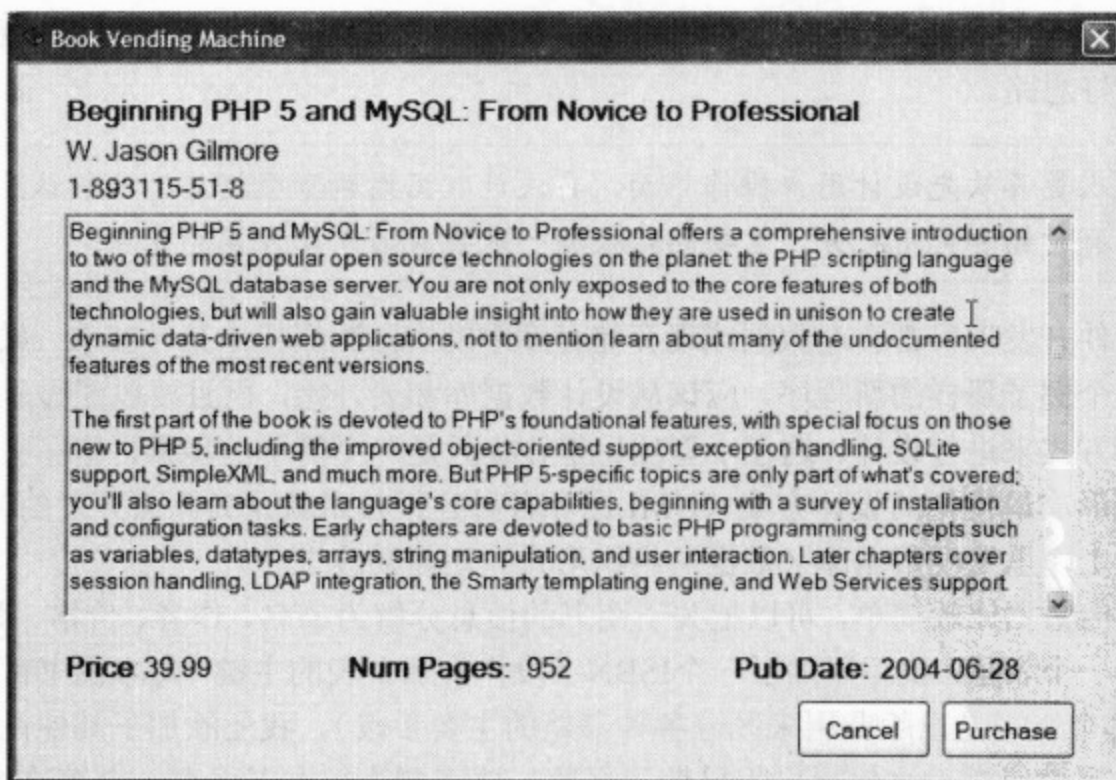 Book Vending Machine
Beginning PHP 5 and MySQL: From Novice to Professional
W. Jason Gilmore
1-893115-51-8
Beginning PHP 5 and MySQL: From Novice to Professional offers a comprehensive introduction
to two of the most popular open source technologies on the planet: the PHP scripting language
and the MySQL database server. You are not only exposed to the core features of both
technologies, but will also gain valuable insight into how they are used in unison to create
dynamic data-driven web applications, not to mention learn about many of the undocumented
features of the most recent versions.
The first part of the book is devoted to PHP's foundational features, with special focus on those
new to PHP 5, including the improved object-oriented support, exception handling, SQLite
support, SimpleXML, and much more. But PHP 5-specific topics are only part of what's covered;
you'll also learn about the language's core capabilities, beginning with a survey of installation
and configuration tasks. Early chapters are devoted to basic PHP programming concepts such
as variables, datatypes, arrays, string manipulation, and user interaction. Later chapters cover
session handling, LDAP integration, the Smarty templating engine, and Web Services support.
Price 39.99 Num Pages: 952 Pub Date: 2004-06-28
Cancel Purchase